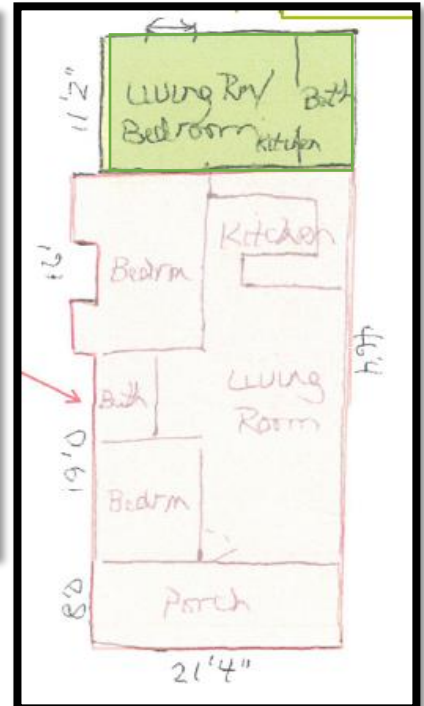 Living Rm/
Bedroom
Bath
Kitchen
11'2"
Kitchen
Bedrm
Living
Room
Bath
19'0
Bedrm
8'0
Porch
21'4"